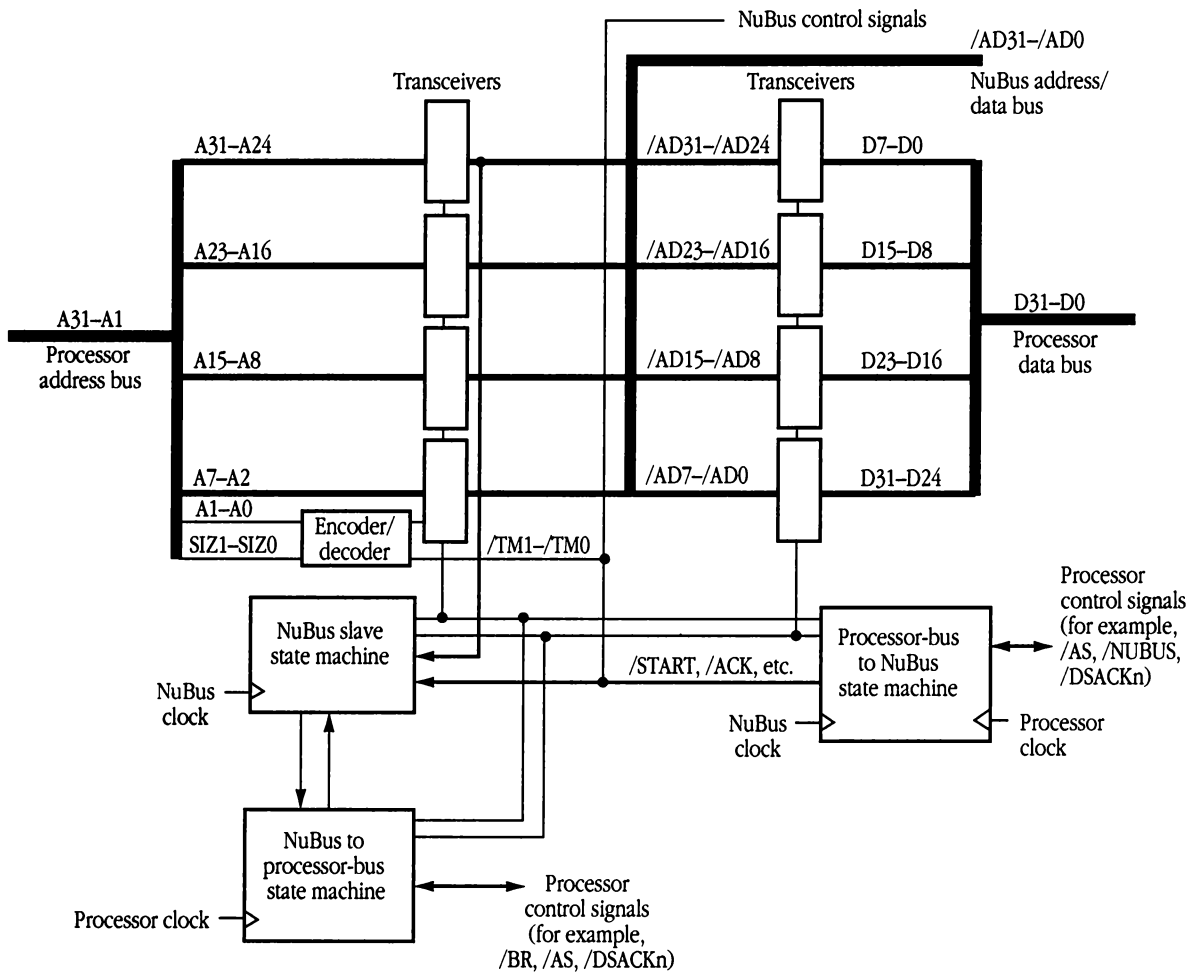 NuBus control signals
/AD31–/AD0
NuBus address/
data bus
Transceivers
Transceivers
A31–A24
/AD31–/AD24
D7–D0
A23–A16
/AD23–/AD16
D15–D8
A31–A1
Processor
address bus
D31–D0
Processor
data bus
A15–A8
/AD15–/AD8
D23–D16
A7–A2
/AD7–/AD0
D31–D24
A1–A0
SIZ1–SIZ0
Encoder/
decoder
/TM1–/TM0
NuBus slave
state machine
NuBus
clock
/START, /ACK, etc.
Processor-bus
to NuBus
state machine
NuBus
clock
Processor
clock
Processor
control signals
(for example,
/AS, /NUBUS,
/DSACKn)
NuBus to
processor-bus
state machine
Processor clock
Processor
control signals
(for example,
/BR, /AS, /DSACKn)